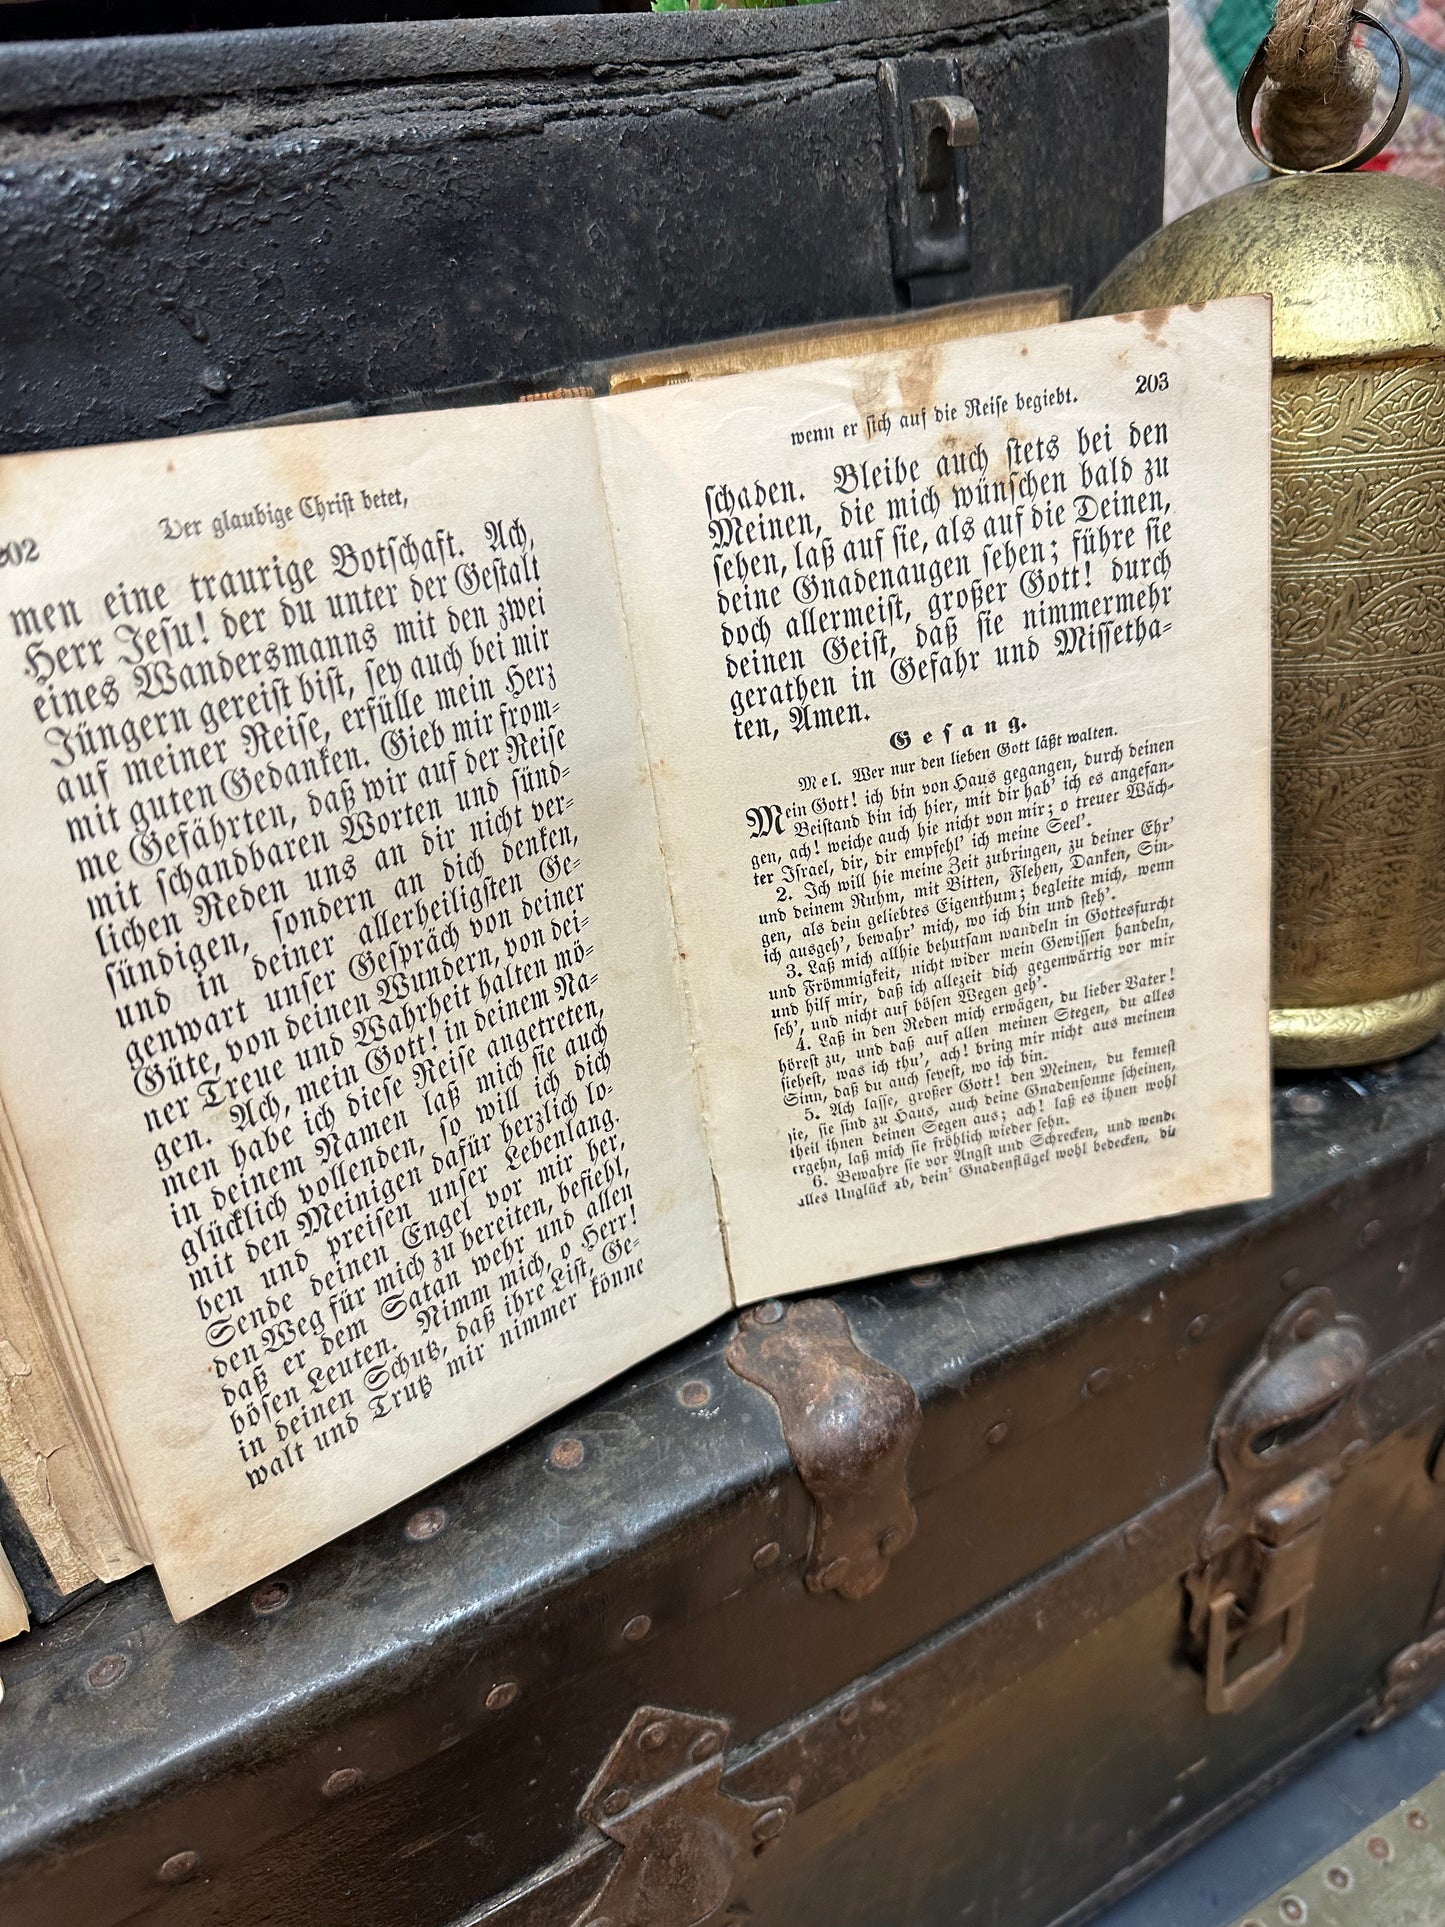 202
Der glaubige Christ betet,
men eine traurige Botschaft. Ach,
Herr Jesu! der du unter der Gestalt
eines Wandersmanns mit den zwei
Jüngern gereist bist, sey auch bei mir
auf meiner Reise, erfülle mein Herz
mit guten Gedanken. Gieb mir from=
me Gefährten, daß wir auf der Reise
mit schandbaren Worten und sünd=
lichen Reden uns an dir nicht ver=
sündigen, sondern an dich denken,
und in deiner allerheiligsten Ge=
genwart unser Gespräch von deiner
Güte, von deinen Wundern, von dei=
ner Treue und Wahrheit halten mö=
gen. Ach, mein Gott! in deinem Na=
men habe ich diese Reise angetreten,
in deinem Namen laß mich sie auch
glücklich vollenden, so will ich dich
mit den Meinigen dafür herzlich lo=
ben und preisen unser Lebenlang.
Sende deinen Engel vor mir her,
den Weg für mich zu bereiten, befiehl,
daß er dem Satan wehr und allen
bösen Leuten. Nimm mich, o Herr!
in deinen Schutz, daß ihre List, Ge=
walt und Trutz mir nimmer könne
wenn er sich auf die Reise begiebt. 203
schaden. Bleibe auch stets bei den
Meinen, die mich wünschen bald zu
sehen, laß auf sie, als auf die Deinen,
deine Gnadenaugen sehen; führe sie
doch allermeist, großer Gott! durch
deinen Geist, daß sie nimmermehr
gerathen in Gefahr und Missetha=
ten, Amen.
Gesang.
Mel. Wer nur den lieben Gott läßt walten.
Mein Gott! ich bin von Haus gegangen, durch deinen
Beistand bin ich hier, mit dir hab' ich es angefan=
gen, ach! weiche auch hie nicht von mir; o treuer Wäch=
ter Israel, dir, dir empfehl' ich meine Seel'.
2. Ich will hie meine Zeit zubringen, zu deiner Ehr'
und deinem Ruhm, mit Bitten, Flehen, Danken, Sin=
gen, als dein geliebtes Eigenthum; begleite mich, wenn
ich ausgeh', bewahr' mich, wo ich bin und steh'.
3. Laß mich allhie behutsam wandeln in Gottesfurcht
und Frömmigkeit, nicht wider mein Gewissen handeln,
und hilf mir, daß ich allezeit dich gegenwärtig vor mir
seh', und nicht auf bösen Wegen geh'.
4. Laß in den Reden mich erwägen, du lieber Vater!
hörest zu, und daß auf allen meinen Stegen, du alles
siehest, was ich thu', ach! bring mir nicht aus meinem
Sinn, daß du auch seyest, wo ich bin.
5. Ach lasse, großer Gott! den Meinen, du kennest
sie, sie sind zu Haus, auch deine Gnadensonne scheinen,
theil ihnen deinen Segen aus; ach! laß es ihnen wohl
ergehn, laß mich sie fröhlich wieder sehn.
6. Bewahre sie vor Angst und Schrecken, und wende
alles Unglück ab, dein' Gnadenflügel wohl bedecken, die